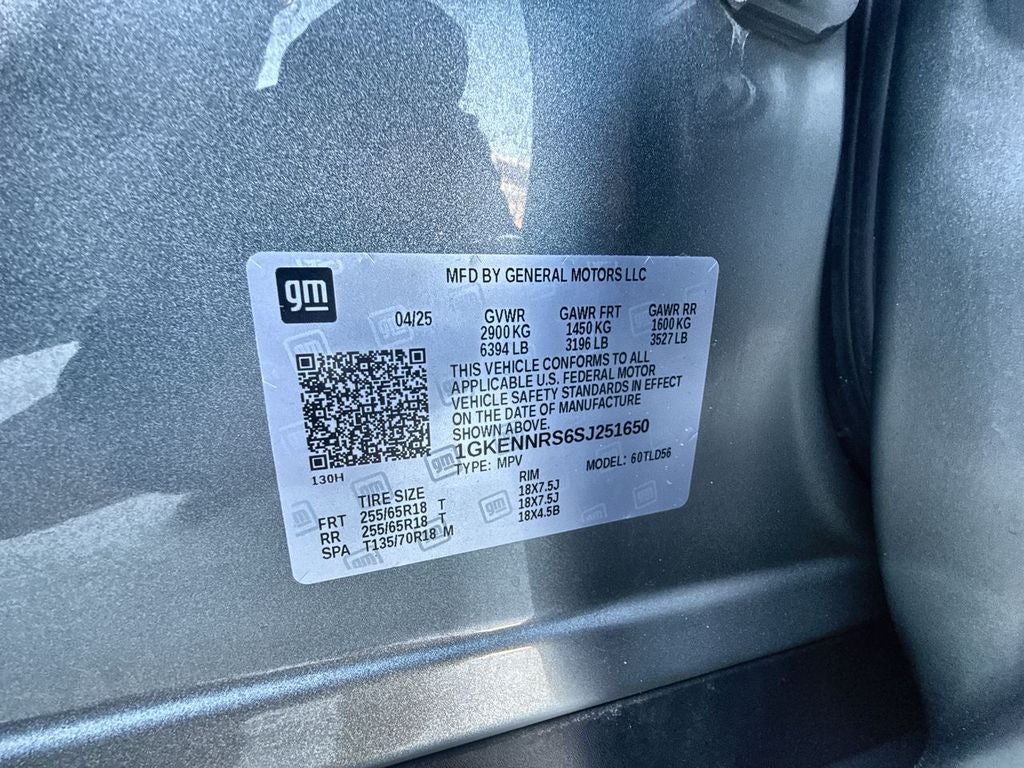 gm
MFD BY GENERAL MOTORS LLC
04/25 GVWR GAWR FRT GAWR RR
2900 KG 1450 KG 1600 KG
6394 LB 3196 LB 3527 LB
THIS VEHICLE CONFORMS TO ALL
APPLICABLE U.S. FEDERAL MOTOR
VEHICLE SAFETY STANDARDS IN EFFECT
ON THE DATE OF MANUFACTURE
SHOWN ABOVE.
1GKENNRS6SJ251650
TYPE: MPV MODEL: 60TLD56
130H
TIRE SIZE RIM
FRT 255/65R18 T 18X7.5J
RR 255/65R18 T 18X7.5J
SPA T135/70R18 M 18X4.5B